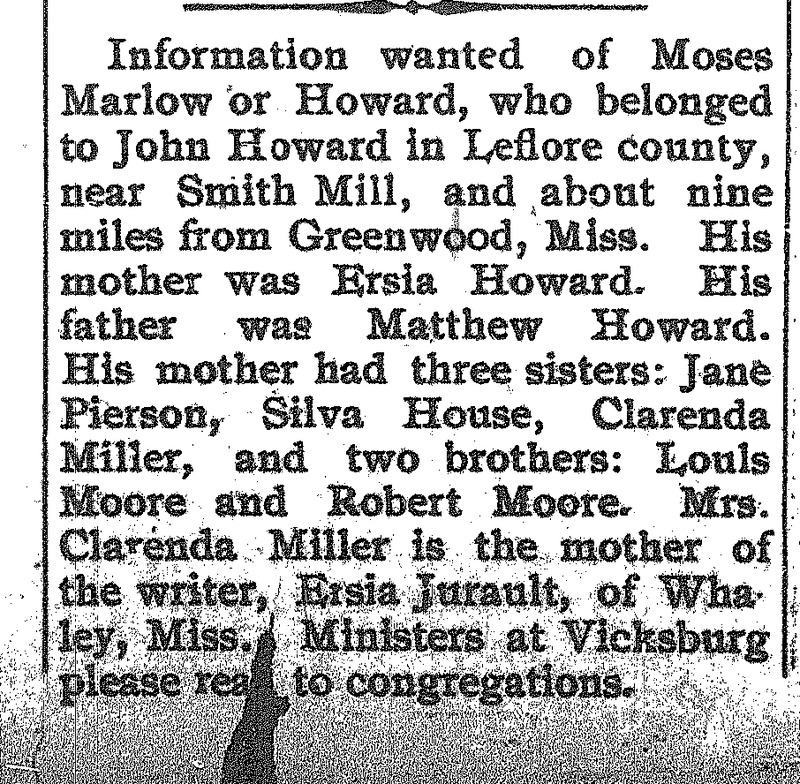 Information wanted of Moses
Marlow or Howard, who belonged
to John Howard in Leflore county,
near Smith Mill, and about nine
miles from Greenwood, Miss. His
mother was Ersia Howard. His
father was Matthew Howard.
His mother had three sisters: Jane
Pierson, Silva House, Clarenda
Miller, and two brothers: Louis
Moore and Robert Moore. Mrs.
Clarenda Miller is the mother of
the writer, Ersia Jurault, of Wha-
ley, Miss. Ministers at Vicksburg
please rea to congregations.